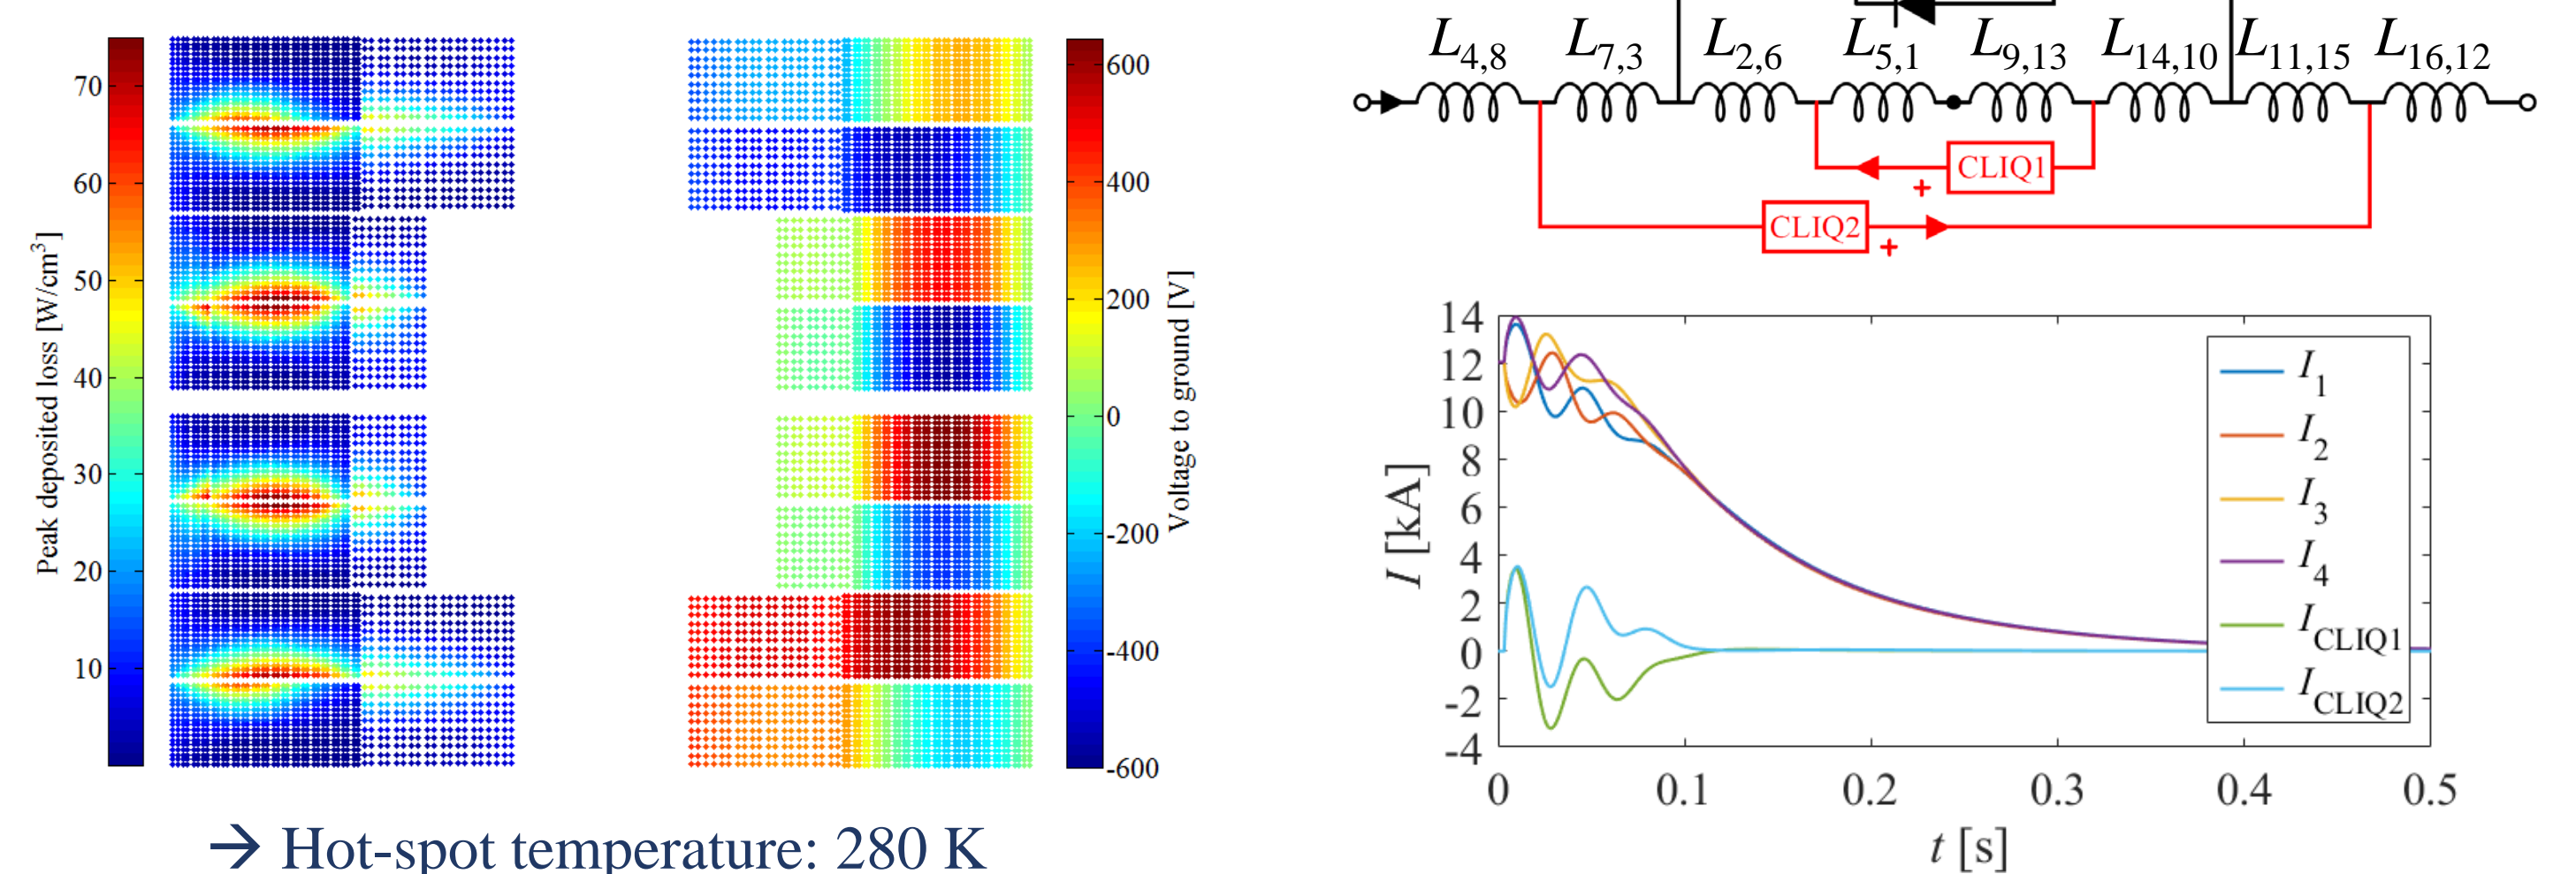 Peak deposited loss [W/cm³]
70
60
50
40
30
20
10
600
400
200
0
-200
-400
-600
Voltage to ground [V]
→ Hot-spot temperature: 280 K
L4,8 L7,3 L2,6 L5,1 L9,13 L14,10 L11,15 L16,12
CLIQ1
+
CLIQ2
+
I [kA]
14
12
10
8
6
4
2
0
-2
-4
0 0.1 0.2 0.3 0.4 0.5
t [s]
I1
I2
I3
I4
ICLIQ1
ICLIQ2